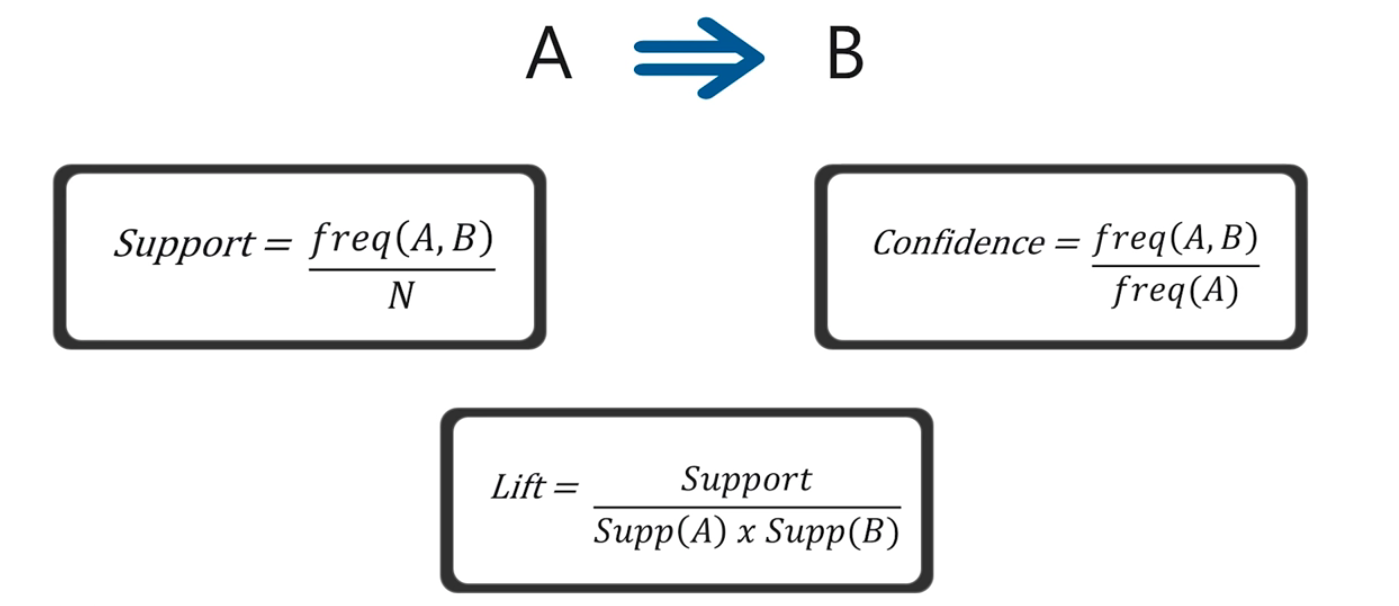 A ⇒ B
Support = freq(A, B) / N
Confidence = freq(A, B) / freq(A)
Lift = Support / Supp(A) x Supp(B)